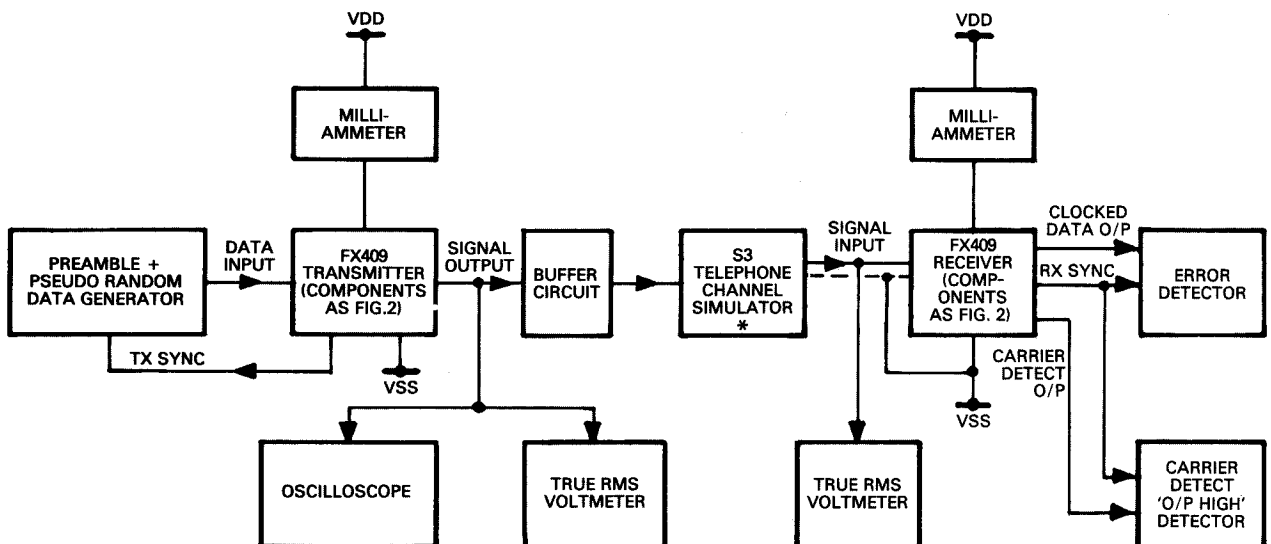 VDD
VDD
MILLI-
AMMETER
MILLI-
AMMETER
PREAMBLE +
PSEUDO RANDOM
DATA GENERATOR
DATA
INPUT
FX409
TRANSMITTER
(COMPONENTS
AS FIG.2)
SIGNAL
OUTPUT
BUFFER
CIRCUIT
S3
TELEPHONE
CHANNEL
SIMULATOR
*
SIGNAL
INPUT
FX409
RECEIVER
(COMP-
ONENTS
AS FIG. 2)
CLOCKED
DATA O/P
RX SYNC
ERROR
DETECTOR
TX SYNC
VSS
CARRIER
DETECT
O/P
VSS
OSCILLOSCOPE
TRUE RMS
VOLTMETER
TRUE RMS
VOLTMETER
CARRIER
DETECT
'O/P HIGH'
DETECTOR